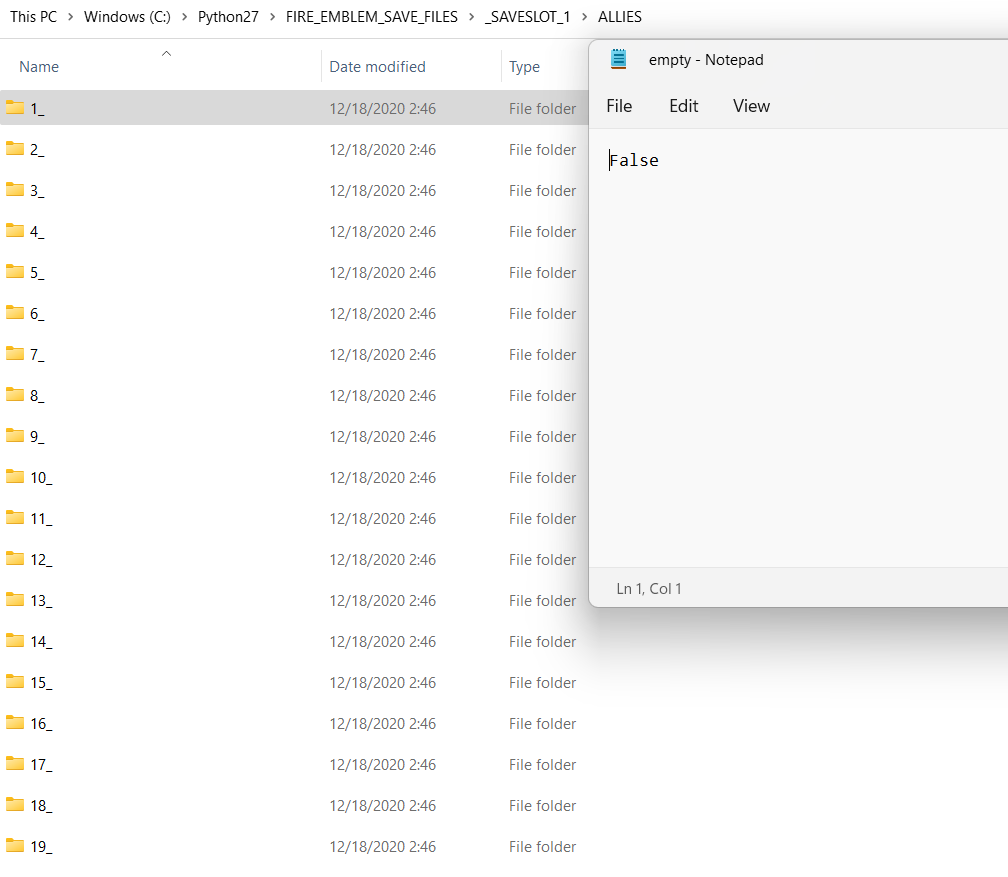 This PC > Windows (C:) > Python27 > FIRE_EMBLEM_SAVE_FILES > _SAVESLOT_1 > ALLIES
Name Date modified Type
1_ 12/18/2020 2:46 File folder
2_ 12/18/2020 2:46 File folder
3_ 12/18/2020 2:46 File folder
4_ 12/18/2020 2:46 File folder
5_ 12/18/2020 2:46 File folder
6_ 12/18/2020 2:46 File folder
7_ 12/18/2020 2:46 File folder
8_ 12/18/2020 2:46 File folder
9_ 12/18/2020 2:46 File folder
10_ 12/18/2020 2:46 File folder
11_ 12/18/2020 2:46 File folder
12_ 12/18/2020 2:46 File folder
13_ 12/18/2020 2:46 File folder
14_ 12/18/2020 2:46 File folder
15_ 12/18/2020 2:46 File folder
16_ 12/18/2020 2:46 File folder
17_ 12/18/2020 2:46 File folder
18_ 12/18/2020 2:46 File folder
19_ 12/18/2020 2:46 File folder
empty - Notepad
File Edit View
False
Ln 1, Col 1